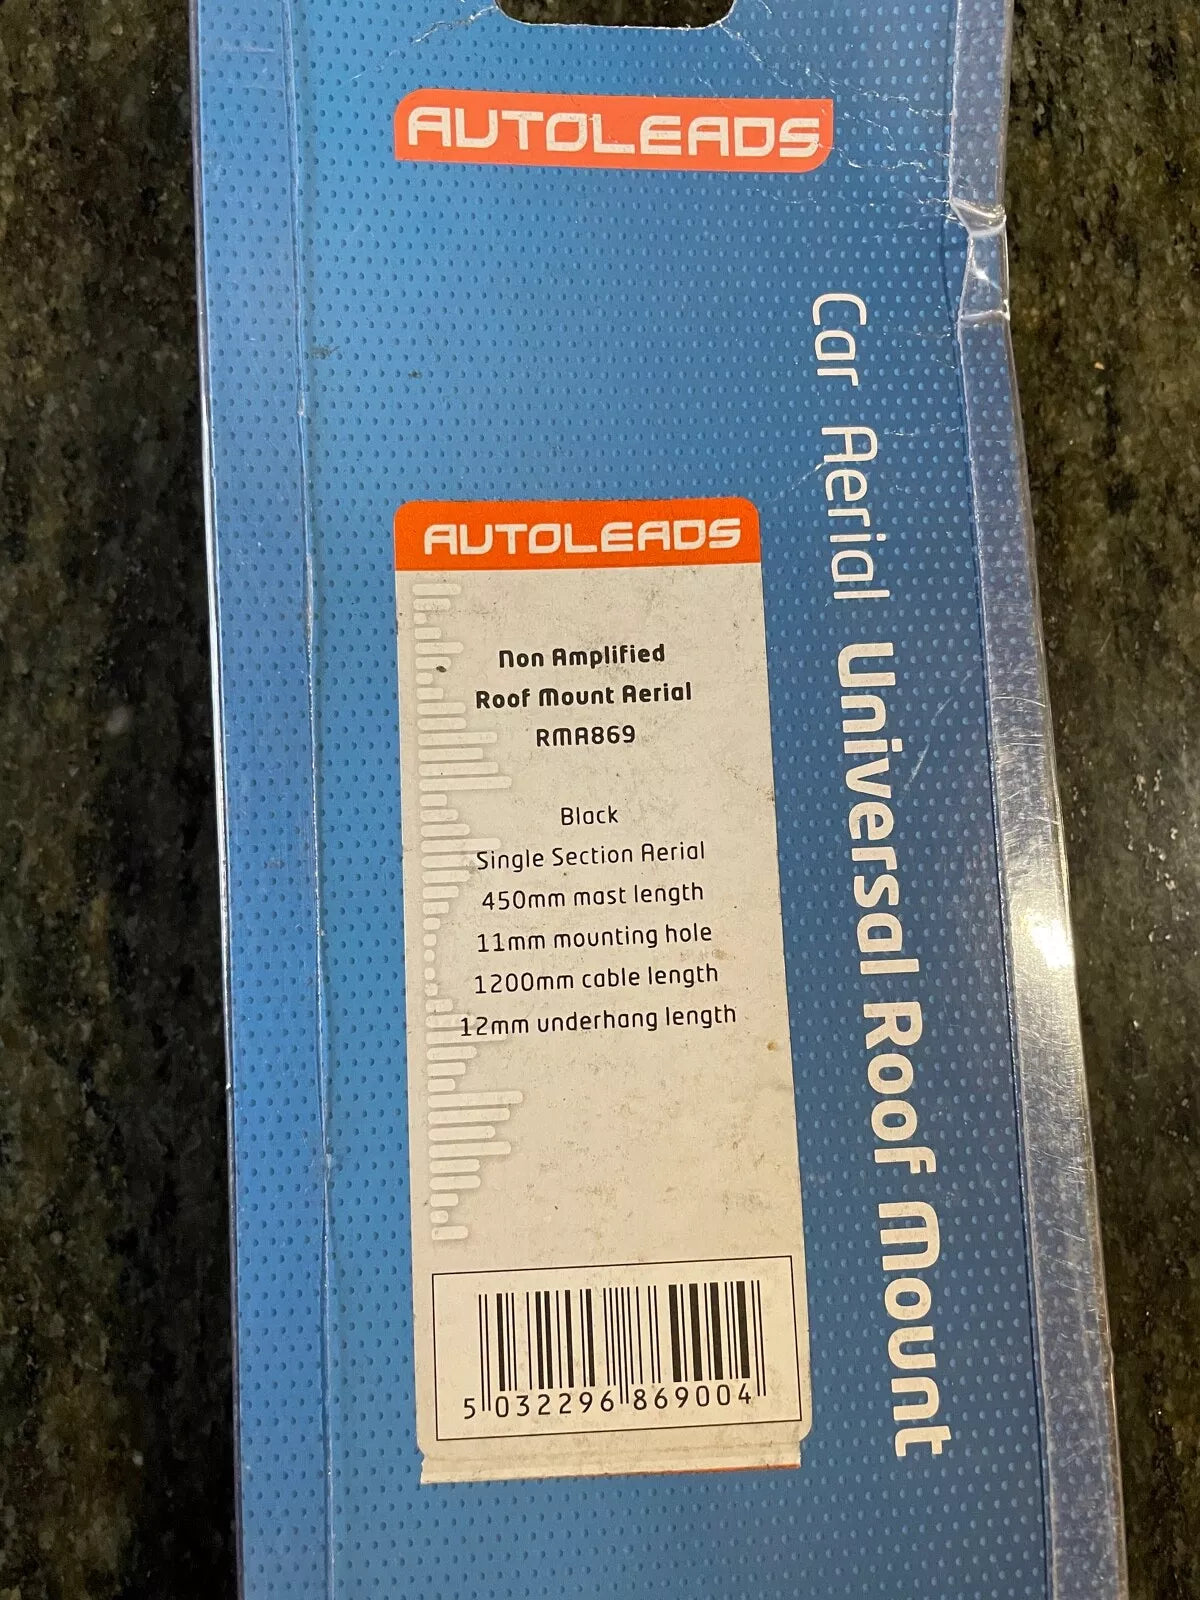 AUTOLEADS
Car Aerial Universal Roof Mount
AUTOLEADS
Non Amplified
Roof Mount Aerial
RMA869
Black
Single Section Aerial
450mm mast length
11mm mounting hole
1200mm cable length
12mm underhang length
5 032296 869004